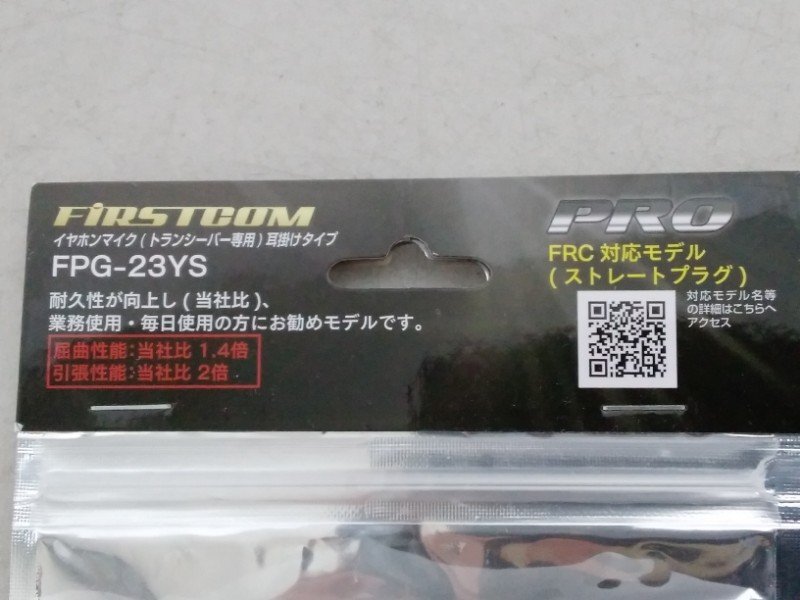 FiRSTCOM
イヤホンマイク(トランシーバー専用)耳掛けタイプ
FPG-23YS
耐久性が向上し(当社比)、
業務使用・毎日使用の方にお勧めモデルです。
屈曲性能:当社比 1.4倍
引張性能:当社比 2倍
PRO
FRC 対応モデル
(ストレートプラグ)
対応モデル名等
の詳細はこちらへ
アクセス